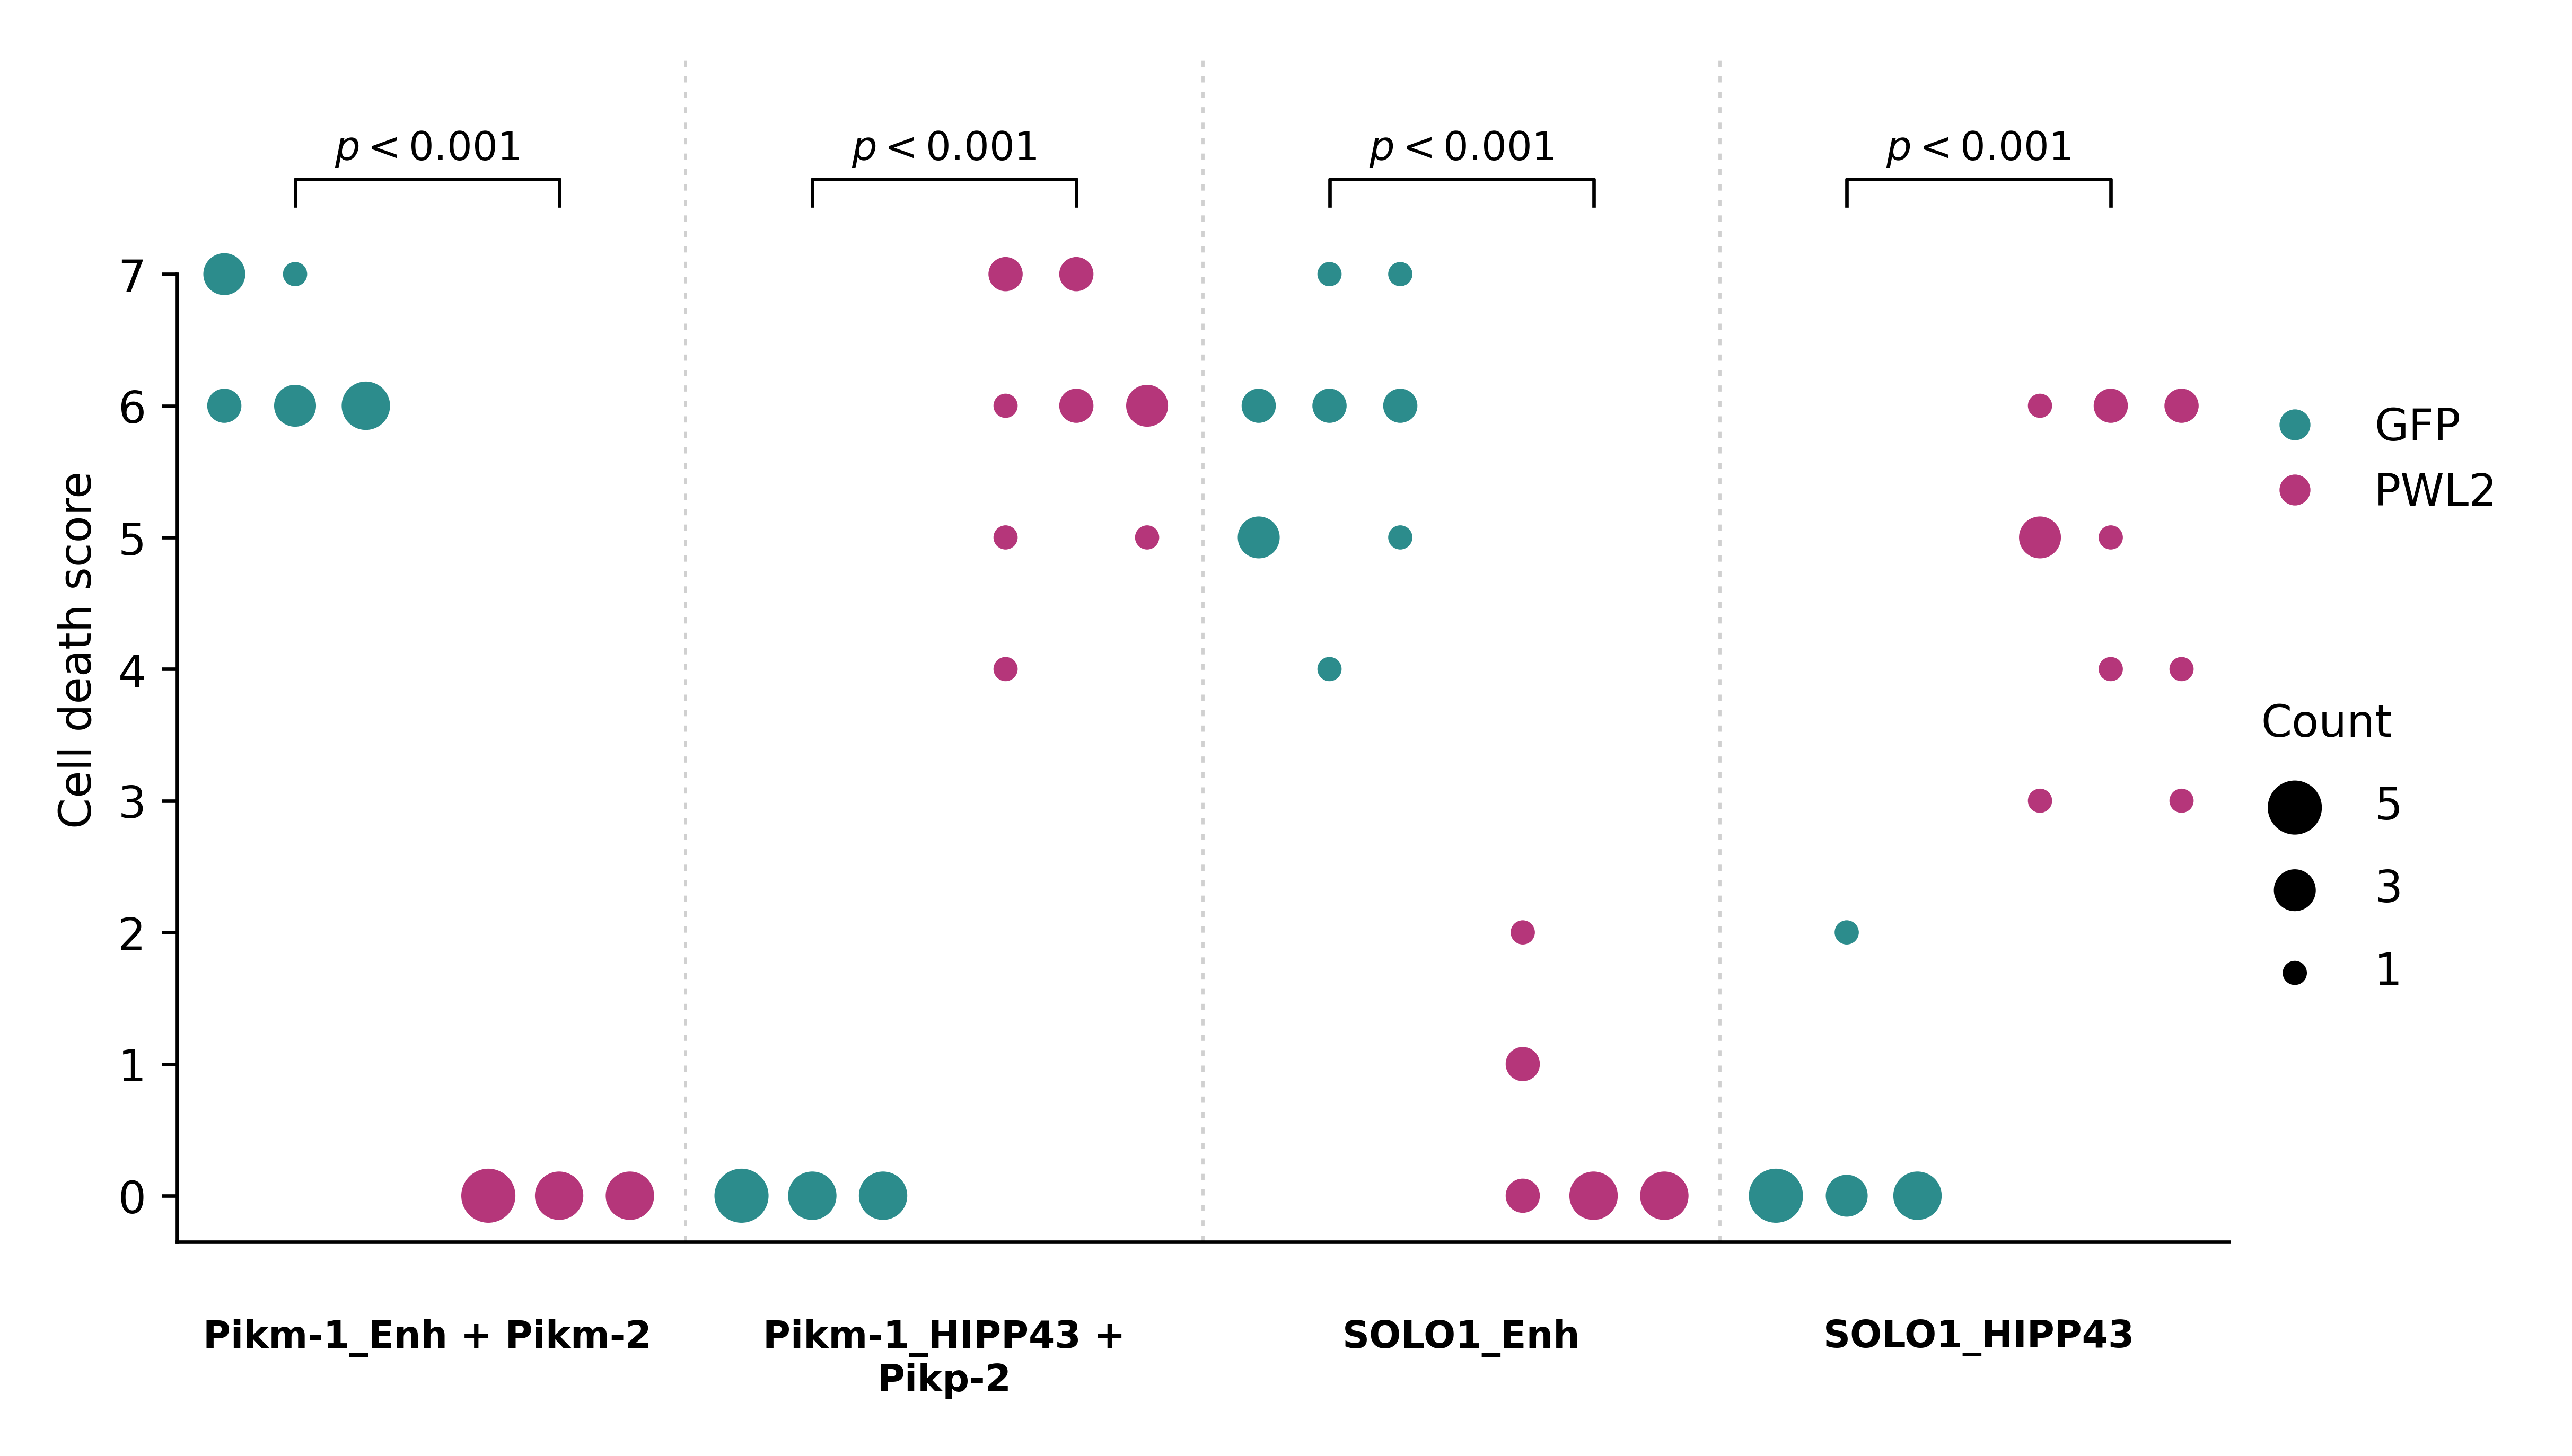 p < 0.001
p < 0.001
p < 0.001
p < 0.001
Cell death score
7
6
5
4
3
2
1
0
GFP
PWL2
Count
5
3
1
Pikm-1_Enh + Pikm-2
Pikm-1_HIPP43 +
Pikp-2
SOLO1_Enh
SOLO1_HIPP43